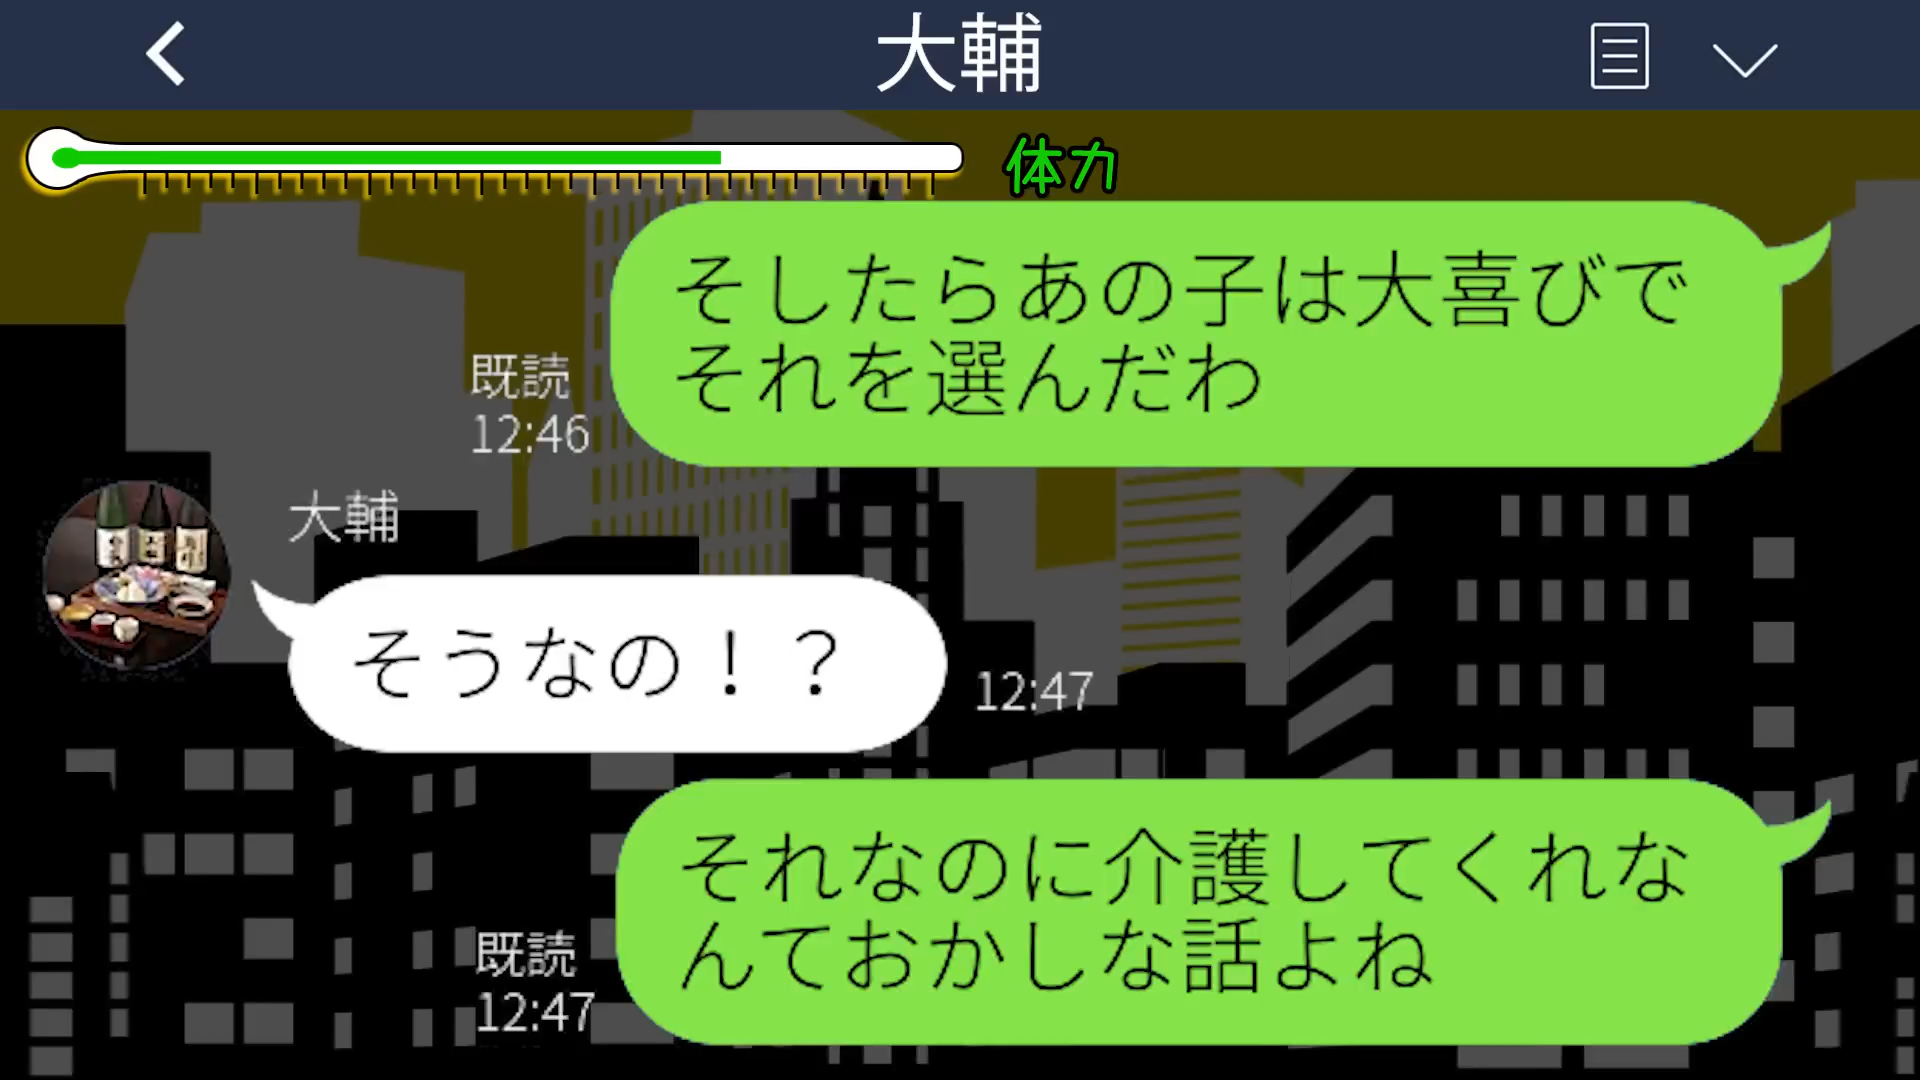 大輔
体力
そしたらあの子は大喜びで
それを選んだわ
既読
12:46
大輔
そうなの！？
12:47
それなのに介護してくれな
んておかしな話よね
既読
12:47